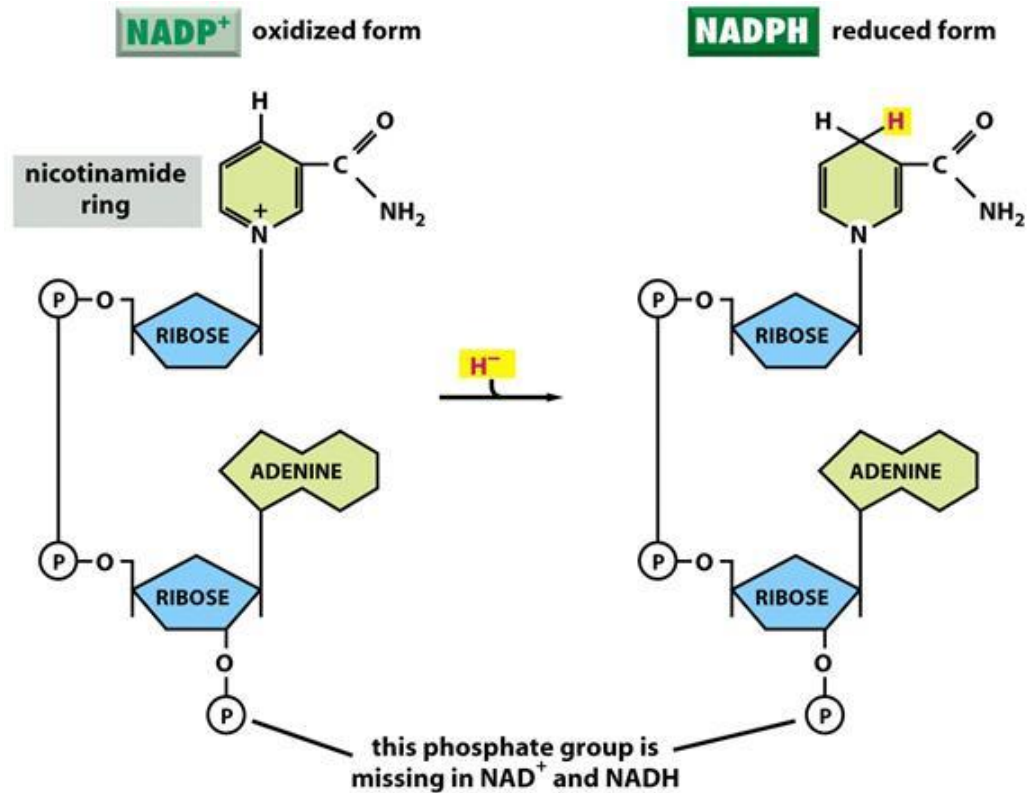 NADP⁺ oxidized form
NADPH reduced form
nicotinamide
ring
H
O
C
NH₂
+
N
P
O
RIBOSE
ADENINE
P
O
RIBOSE
O
P
H⁻
H
H
O
C
NH₂
N
P
O
RIBOSE
ADENINE
P
O
RIBOSE
O
P
this phosphate group is
missing in NAD⁺ and NADH